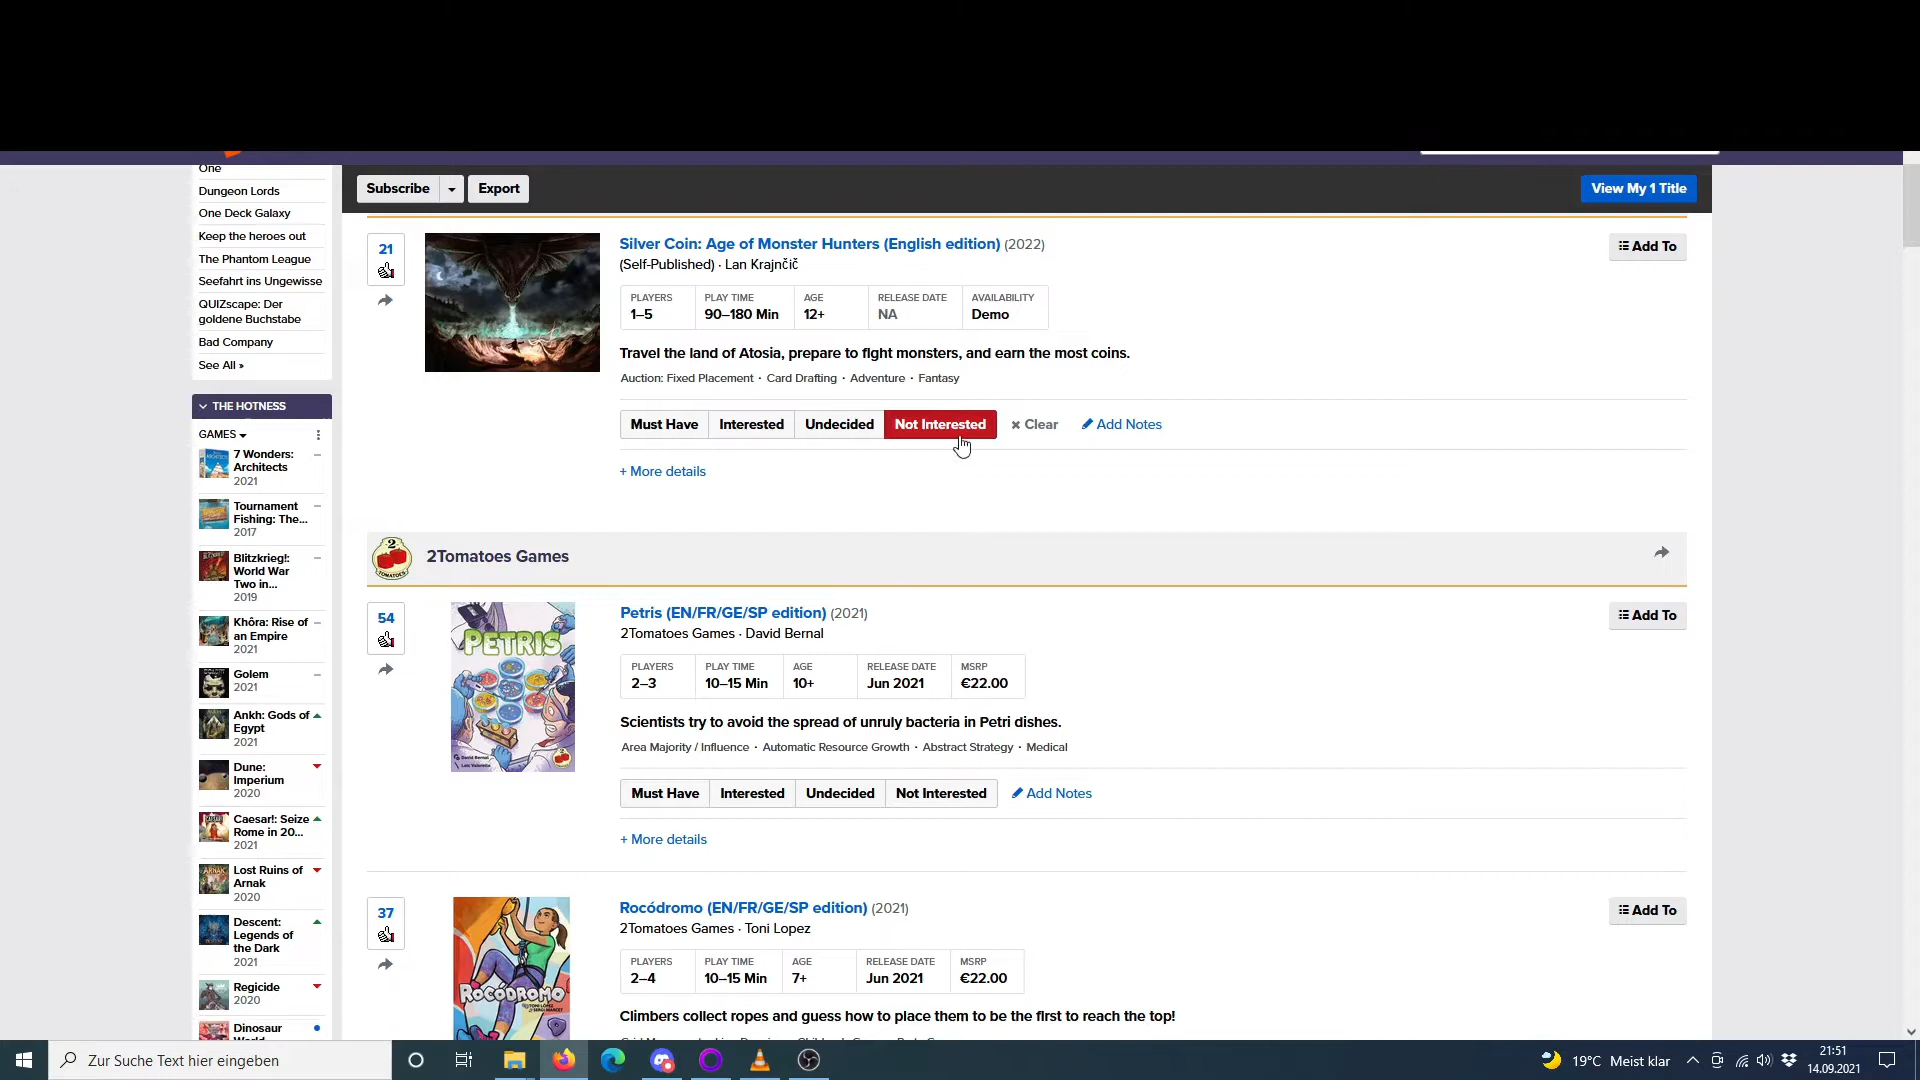 One
Dungeon Lords
One Deck Galaxy
Keep the heroes out
The Phantom League
Seefahrt ins Ungewisse
QUIZscape: Der
goldene Buchstabe
Bad Company
See All »
THE HOTNESS
GAMES
7 Wonders:
Architects
2021
Tournament
Fishing: The...
2017
Blitzkrieg!:
World War
Two in...
2019
Khôra: Rise of
an Empire
2021
Golem
2021
Ankh: Gods of
Egypt
2021
Dune:
Imperium
2020
Caesar!: Seize
Rome in 20...
2021
Lost Ruins of
Arnak
2020
Descent:
Legends of
the Dark
2021
Regicide
2020
Dinosaur
Subscribe Export View My 1 Title
21
Silver Coin: Age of Monster Hunters (English edition) (2022)
Add To
(Self-Published) · Lan Krajnčič
PLAYERS PLAY TIME AGE RELEASE DATE AVAILABILITY
1–5 90–180 Min 12+ NA Demo
Travel the land of Atosia, prepare to fight monsters, and earn the most coins.
Auction: Fixed Placement · Card Drafting · Adventure · Fantasy
Must Have Interested Undecided Not Interested × Clear Add Notes
+ More details
2 TOMATOES
2Tomatoes Games
54
PETRIS
David Bernal
Petris (EN/FR/GE/SP edition) (2021)
Add To
2Tomatoes Games · David Bernal
PLAYERS PLAY TIME AGE RELEASE DATE MSRP
2–3 10–15 Min 10+ Jun 2021 €22.00
Scientists try to avoid the spread of unruly bacteria in Petri dishes.
Area Majority / Influence · Automatic Resource Growth · Abstract Strategy · Medical
Must Have Interested Undecided Not Interested Add Notes
+ More details
37
ROCÓDROMO
Rocódromo (EN/FR/GE/SP edition) (2021)
Add To
2Tomatoes Games · Toni Lopez
PLAYERS PLAY TIME AGE RELEASE DATE MSRP
2–4 10–15 Min 7+ Jun 2021 €22.00
Climbers collect ropes and guess how to place them to be the first to reach the top!
Zur Suche Text hier eingeben
19°C Meist klar
21:51
14.09.2021